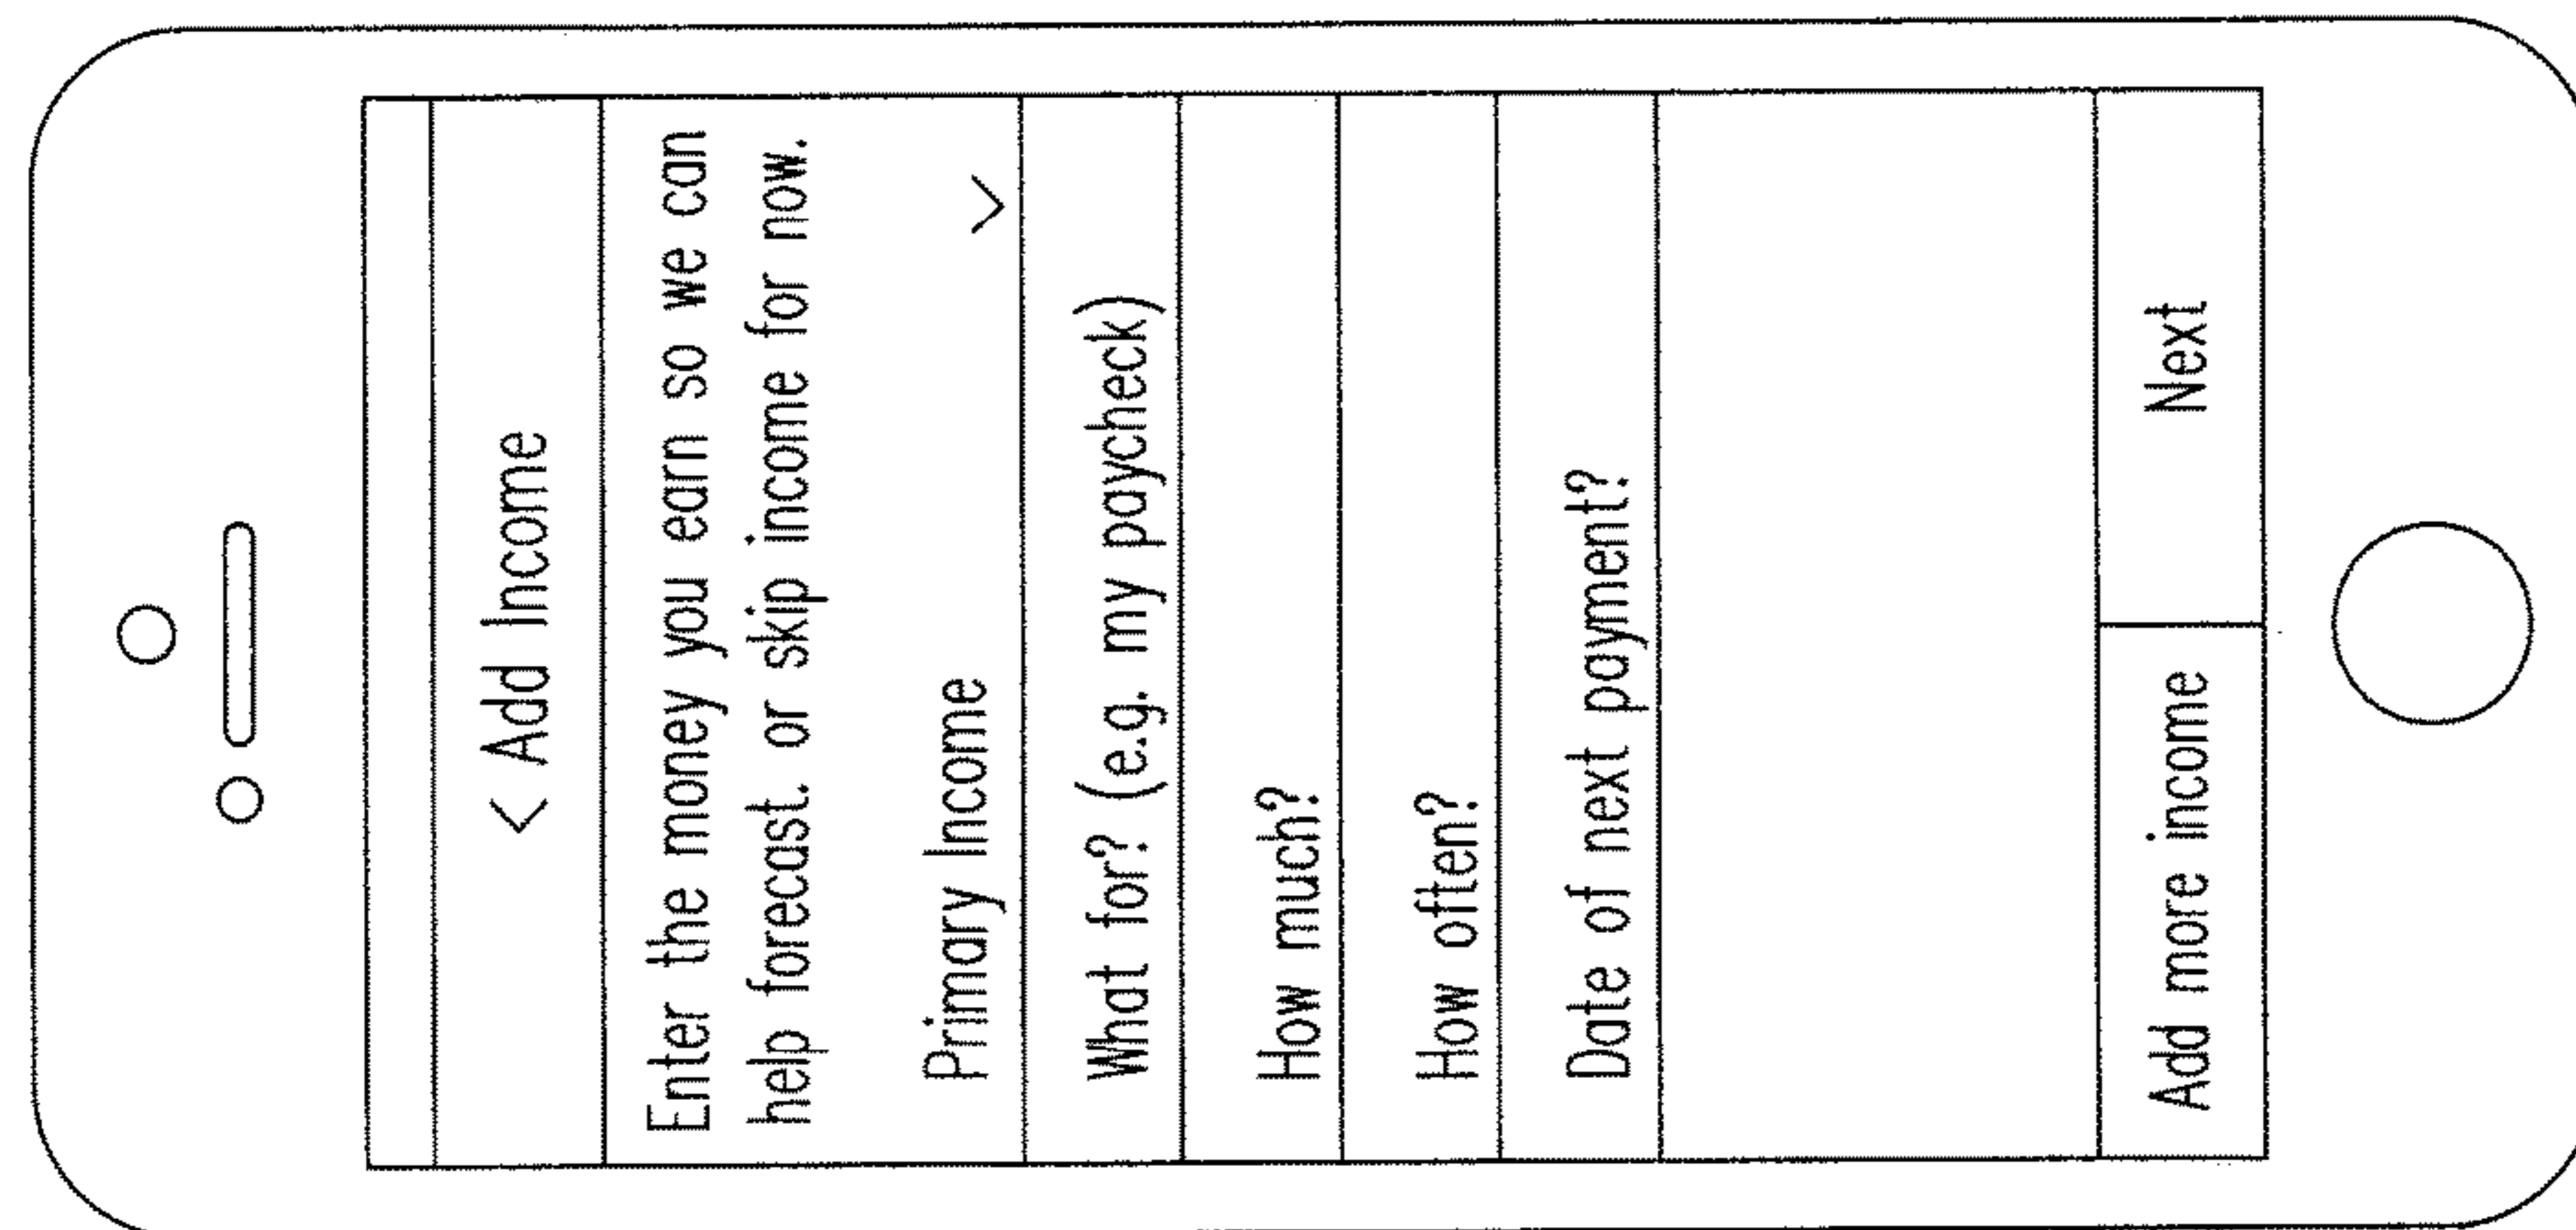 < Add Income
Enter the money you earn so we can
help forecast. or skip income for now.
Primary Income
What for? (e.g. my paycheck)
How much?
How often?
Date of next payment?
Add more income
Next